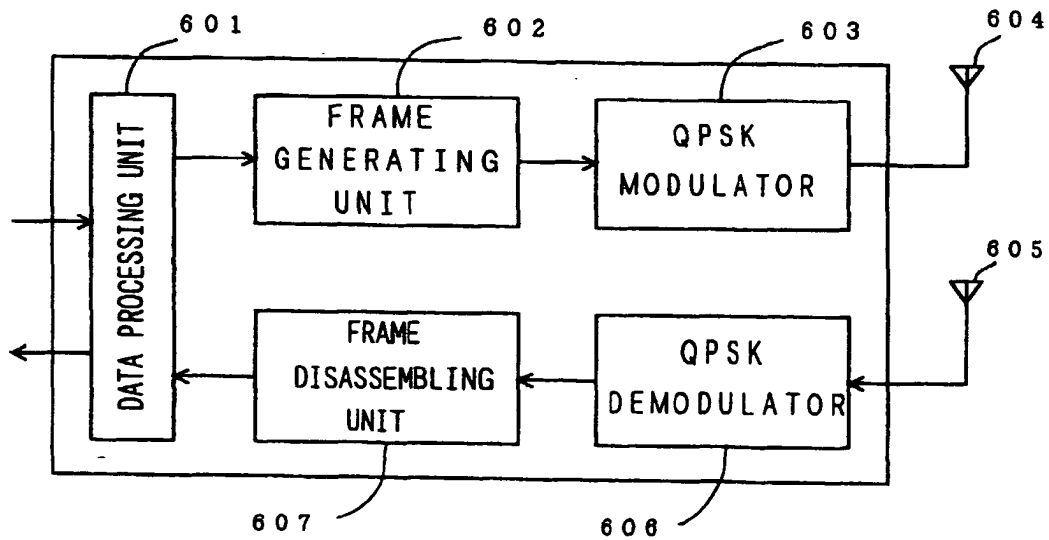 601
602
603
604
DATA PROCESSING UNIT
FRAME
GENERATING
UNIT
QPSK
MODULATOR
605
FRAME
DISASSEMBLING
UNIT
QPSK
DEMODULATOR
607
606